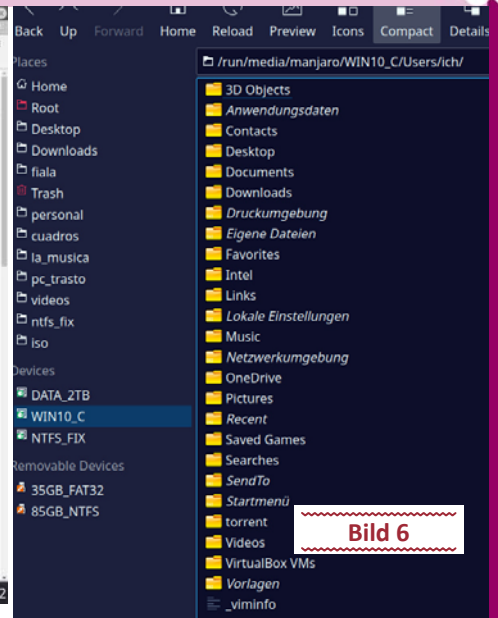 Back Up Forward Home Reload Preview Icons Compact Details
Places
Home
Root
Desktop
Downloads
fiala
Trash
personal
cuadros
la_musica
pc_trasto
videos
ntfs_fix
iso
Devices
DATA_2TB
WIN10_C
NTFS_FIX
Removable Devices
35GB_FAT32
85GB_NTFS
/run/media/manjaro/WIN10_C/Users/ich/
3D Objects
Anwendungsdaten
Contacts
Desktop
Documents
Downloads
Druckumgebung
Eigene Dateien
Favorites
Intel
Links
Lokale Einstellungen
Music
Netzwerkumgebung
OneDrive
Pictures
Recent
Saved Games
Searches
SendTo
Startmenü
torrent
Videos
VirtualBox VMs
Vorlagen
_viminfo
Bild 6
2